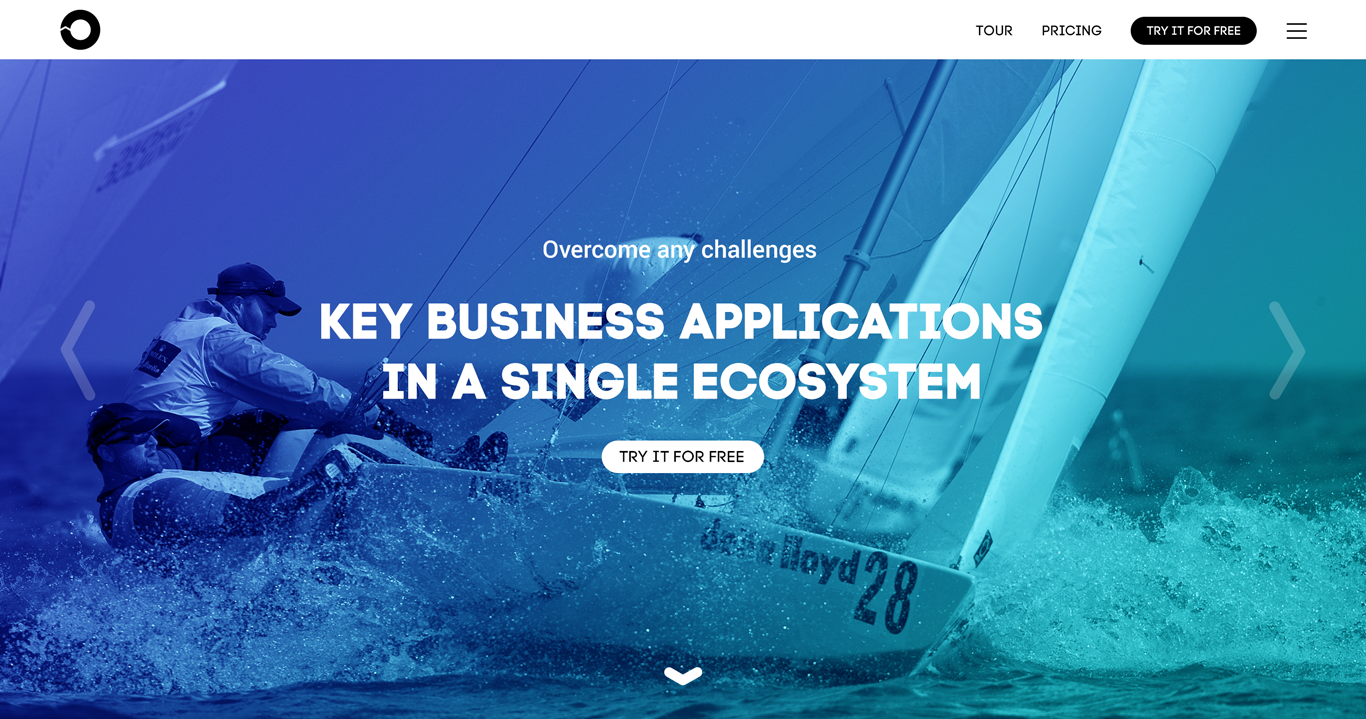 TOUR
PRICING
TRY IT FOR FREE
Overcome any challenges
KEY BUSINESS APPLICATIONS
IN A SINGLE ECOSYSTEM
TRY IT FOR FREE
lloyd 28